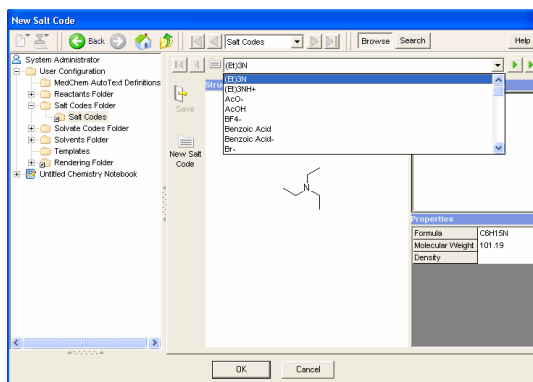 New Salt Code
Back
Salt Codes
Browse
Search
Help
System Administrator
User Configuration
MedChem AutoText Definitions
Reactants Folder
Salt Codes Folder
Salt Codes
Solvate Codes Folder
Solvents Folder
Templates
Rendering Folder
Untitled Chemistry Notebook
(Et)3N
Save
New Salt
Code
(Et)3N
(Et)3NH+
AcO-
AcOH
BF4-
Benzoic Acid
Benzoic Acid-
Br-
N
Properties
Formula C6H15N
Molecular Weight 101.19
Density
OK
Cancel